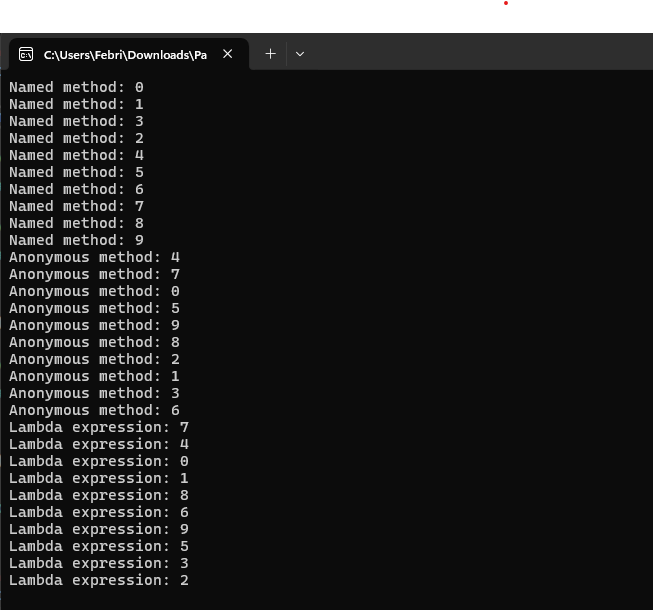 C:\Users\Febri\Downloads\Pa
Named method: 0
Named method: 1
Named method: 3
Named method: 2
Named method: 4
Named method: 5
Named method: 6
Named method: 7
Named method: 8
Named method: 9
Anonymous method: 4
Anonymous method: 7
Anonymous method: 0
Anonymous method: 5
Anonymous method: 9
Anonymous method: 8
Anonymous method: 2
Anonymous method: 1
Anonymous method: 3
Anonymous method: 6
Lambda expression: 7
Lambda expression: 4
Lambda expression: 0
Lambda expression: 1
Lambda expression: 8
Lambda expression: 6
Lambda expression: 9
Lambda expression: 5
Lambda expression: 3
Lambda expression: 2